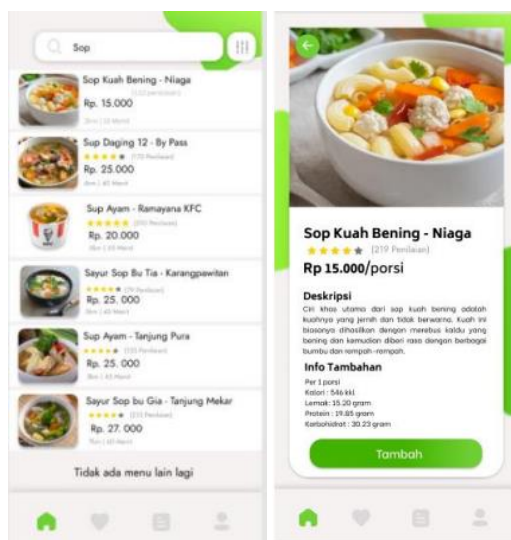 Sop
Sop Kuah Bening - Niaga
Rp. 15.000
Sup Daging 12 - By Pass
(170 Penilaian)
Rp. 25.000
Sup Ayam - Ramayana KFC
Rp. 20.000
Sayur Sop Bu Tia - Karangpawitan
Rp. 25. 000
Sup Ayam - Tanjung Pura
Rp. 25. 000
Sayur Sop bu Gia - Tanjung Mekar
Rp. 27. 000
Tidak ada menu lain lagi
Sop Kuah Bening - Niaga
(219 Penilaian)
Rp 15.000/porsi
Deskripsi
Ciri khas utama dari sop kuah bening adalah
kuahnya yang jernih dan tidak berwarna. Kuah ini
biasanya dihasilkan dengan merebus kaldu yang
bening dan kemudian diberi rasa dengan berbagai
bumbu dan rempah-rempah.
Info Tambahan
Per 1 porsi
Kalori : 546 kkl
Lemak: 15.20 gram
Protein : 19.85 gram
Karbohidrat : 30.23 gram
Tambah